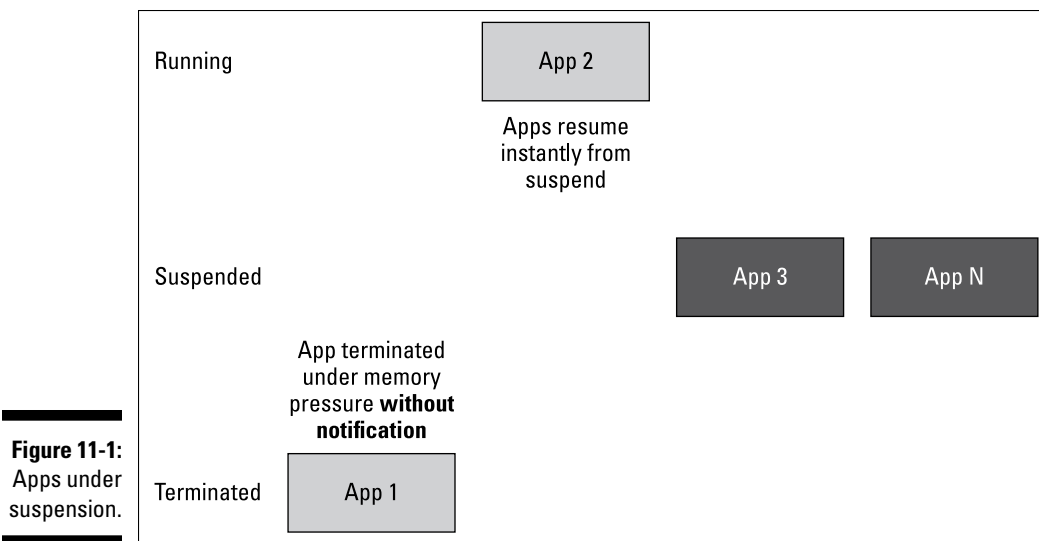 Running
App 2
Apps resume
instantly from
suspend
Suspended
App 3
App N
App terminated
under memory
pressure without
notification
Terminated
App 1
Figure 11-1:
Apps under
suspension.